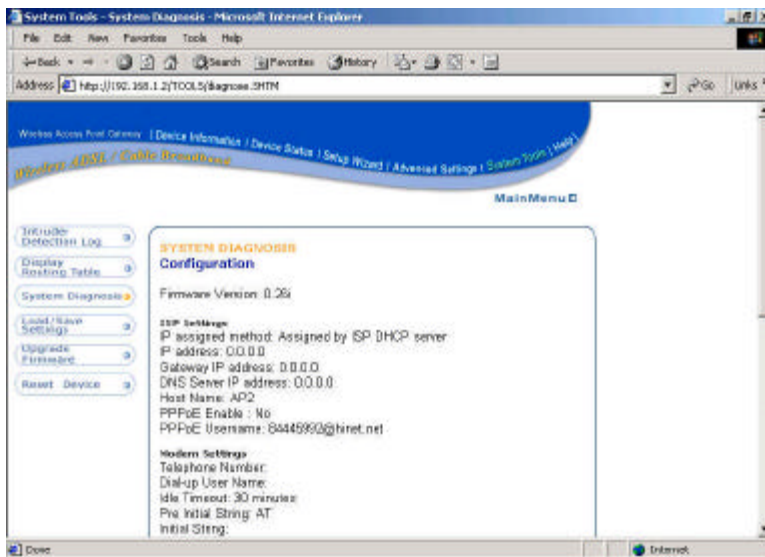 System Tools - System Diagnosis - Microsoft Internet Explorer
File Edit View Favorites Tools Help
Back Search Favorites History
Address http://192.168.1.2/TOOLS/diagnose.SHTM Go Links
Wireless Access Point Gateway | Device Information | Device Status | Setup Wizard | Advanced Settings | System Tools | Help
Wireless ADSL / Cable Broadband
MainMenu
Intruder
Detection Log
Display
Routing Table
System Diagnosis
Load/Save
Settings
Upgrade
Firmware
Reset Device
SYSTEM DIAGNOSIS
Configuration
Firmware Version: 0.26i
ISP Settings
IP assigned method: Assigned by ISP DHCP server
IP address: 0.0.0.0
Gateway IP address: 0.0.0.0
DNS Server IP address: 0.0.0.0
Host Name: AP2
PPPoE Enable : No
PPPoE Username: 84445992@hinet.net
Modem Settings
Telephone Number:
Dial-up User Name:
Idle Timeout: 30 minutes
Pre Initial String: AT
Initial String:
Done Internet